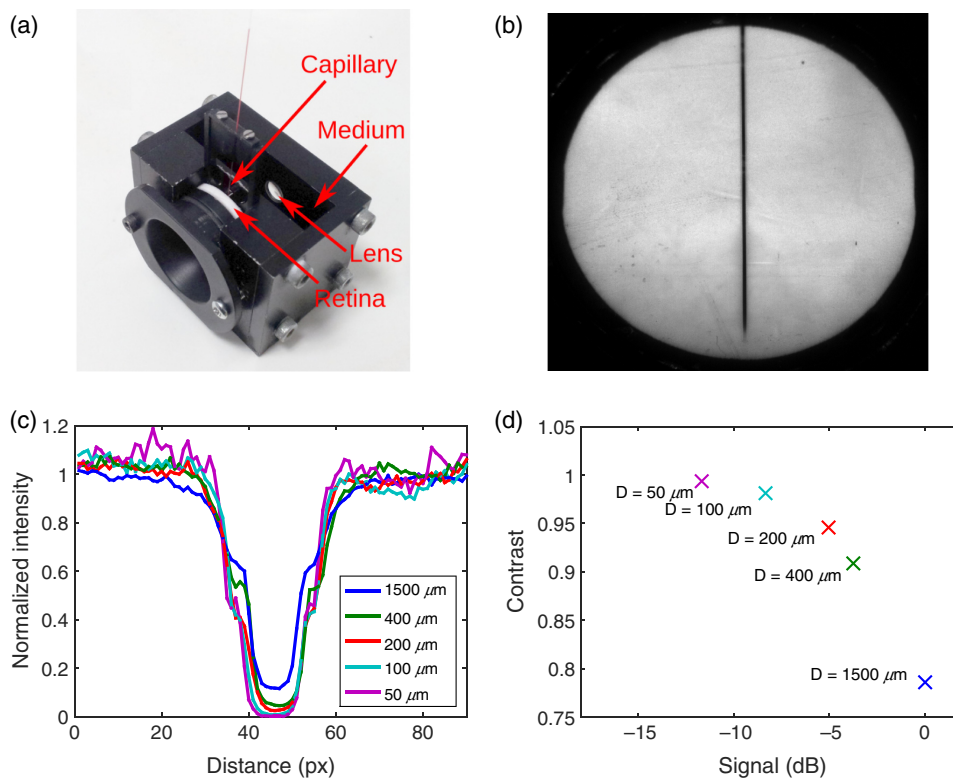 (a)
Capillary
Medium
Lens
Retina
(b)
(c)
1.2
1
0.8
0.6
0.4
0.2
0
0 20 40 60 80
Normalized intensity
Distance (px)
1500 μm
400 μm
200 μm
100 μm
50 μm
(d)
1.05
1
0.95
0.9
0.85
0.8
0.75
−15 −10 −5 0
Contrast
Signal (dB)
D = 50 μm
D = 100 μm
D = 200 μm
D = 400 μm
D = 1500 μm